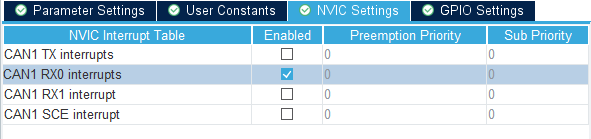 Parameter Settings User Constants NVIC Settings GPIO Settings
NVIC Interrupt Table Enabled Preemption Priority Sub Priority
CAN1 TX interrupts 0 0
CAN1 RX0 interrupts 0 0
CAN1 RX1 interrupt 0 0
CAN1 SCE interrupt 0 0